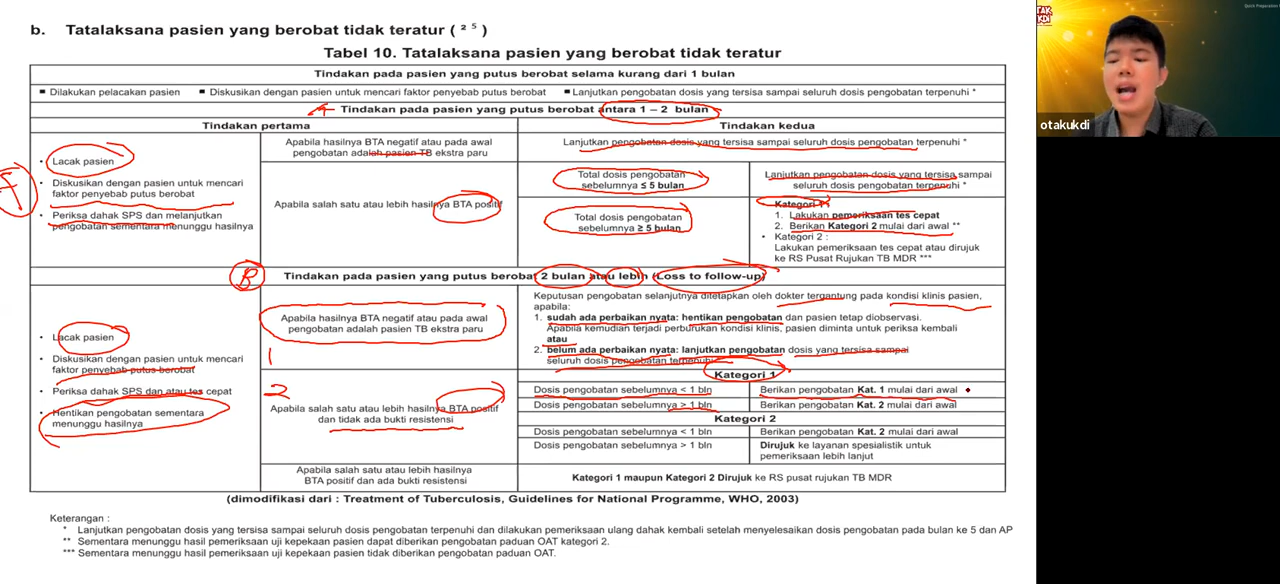 b. Tatalaksana pasien yang berobat tidak teratur ( ² ⁵ )
Tabel 10. Tatalaksana pasien yang berobat tidak teratur
Tindakan pada pasien yang putus berobat selama kurang dari 1 bulan
▪ Dilakukan pelacakan pasien ▪ Diskusikan dengan pasien untuk mencari faktor penyebab putus berobat ▪ Lanjutkan pengobatan dosis yang tersisa sampai seluruh dosis pengobatan terpenuhi *
A Tindakan pada pasien yang putus berobat antara 1 – 2 bulan
Tindakan pertama
Tindakan kedua
• Lacak pasien
• Diskusikan dengan pasien untuk mencari
faktor penyebab putus berobat
• Periksa dahak SPS dan melanjutkan
pengobatan sementara menunggu hasilnya
Apabila hasilnya BTA negatif atau pada awal
pengobatan adalah pasien TB ekstra paru
Lanjutkan pengobatan dosis yang tersisa sampai seluruh dosis pengobatan terpenuhi *
Apabila salah satu atau lebih hasilnya BTA positif
Total dosis pengobatan
sebelumnya ≤ 5 bulan
Lanjutkan pengobatan dosis yang tersisa sampai
seluruh dosis pengobatan terpenuhi *
Total dosis pengobatan
sebelumnya ≥ 5 bulan
Kategori 1
1. Lakukan pemeriksaan tes cepat
2. Berikan Kategori 2 mulai dari awal **
• Kategori 2 :
Lakukan pemeriksaan tes cepat atau dirujuk
ke RS Pusat Rujukan TB MDR ***
B Tindakan pada pasien yang putus berobat 2 bulan atau lebih (Loss to follow-up)
• Lacak pasien
• Diskusikan dengan pasien untuk mencari
faktor penyebab putus berobat
• Periksa dahak SPS dan atau tes cepat
• Hentikan pengobatan sementara
menunggu hasilnya
Apabila hasilnya BTA negatif atau pada awal
pengobatan adalah pasien TB ekstra paru
1
Keputusan pengobatan selanjutnya ditetapkan oleh dokter tergantung pada kondisi klinis pasien,
apabila:
1. sudah ada perbaikan nyata: hentikan pengobatan dan pasien tetap diobservasi.
Apabila kemudian terjadi perburukan kondisi klinis, pasien diminta untuk periksa kembali
atau
2. belum ada perbaikan nyata: lanjutkan pengobatan dosis yang tersisa sampai
seluruh dosis pengobatan terpenuhi
2
Apabila salah satu atau lebih hasilnya BTA positif
dan tidak ada bukti resistensi
Kategori 1
Dosis pengobatan sebelumnya < 1 bln
Berikan pengobatan Kat. 1 mulai dari awal
Dosis pengobatan sebelumnya > 1 bln
Berikan pengobatan Kat. 2 mulai dari awal
Kategori 2
Dosis pengobatan sebelumnya < 1 bln
Berikan pengobatan Kat. 2 mulai dari awal
Dosis pengobatan sebelumnya > 1 bln
Dirujuk ke layanan spesialistik untuk
pemeriksaan lebih lanjut
Apabila salah satu atau lebih hasilnya
BTA positif dan ada bukti resistensi
Kategori 1 maupun Kategori 2 Dirujuk ke RS pusat rujukan TB MDR
(dimodifikasi dari : Treatment of Tuberculosis, Guidelines for National Programme, WHO, 2003)
Keterangan :
* Lanjutkan pengobatan dosis yang tersisa sampai seluruh dosis pengobatan terpenuhi dan dilakukan pemeriksaan ulang dahak kembali setelah menyelesaikan dosis pengobatan pada bulan ke 5 dan AP
** Sementara menunggu hasil pemeriksaan uji kepekaan pasien dapat diberikan pengobatan paduan OAT kategori 2.
*** Sementara menunggu hasil pemeriksaan uji kepekaan pasien tidak diberikan pengobatan paduan OAT.
TAK
KDI
otakukdi